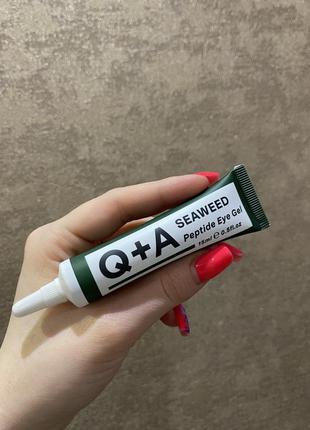 Q+A
SEAWEED
Peptide Eye Gel
15ml ℮ 0.5fl.oz